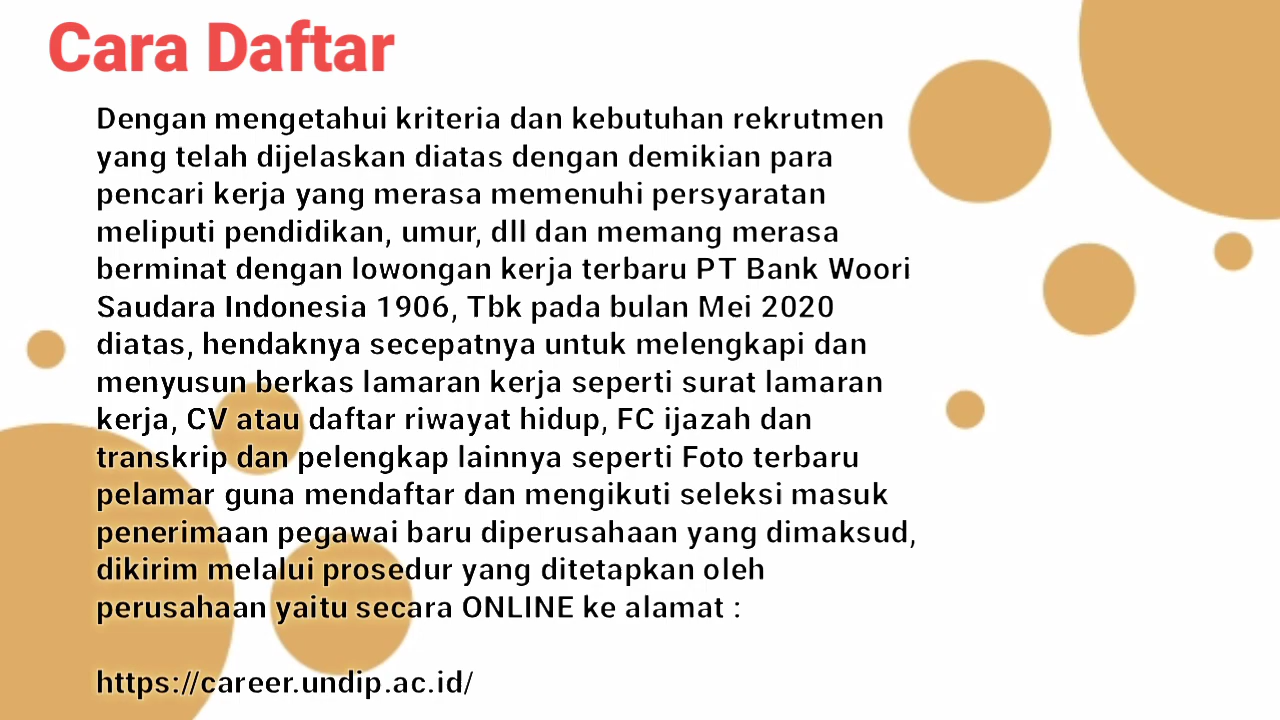 Cara Daftar
Dengan mengetahui kriteria dan kebutuhan rekrutmen
yang telah dijelaskan diatas dengan demikian para
pencari kerja yang merasa memenuhi persyaratan
meliputi pendidikan, umur, dll dan memang merasa
berminat dengan lowongan kerja terbaru PT Bank Woori
Saudara Indonesia 1906, Tbk pada bulan Mei 2020
diatas, hendaknya secepatnya untuk melengkapi dan
menyusun berkas lamaran kerja seperti surat lamaran
kerja, CV atau daftar riwayat hidup, FC ijazah dan
transkrip dan pelengkap lainnya seperti Foto terbaru
pelamar guna mendaftar dan mengikuti seleksi masuk
penerimaan pegawai baru diperusahaan yang dimaksud,
dikirim melalui prosedur yang ditetapkan oleh
perusahaan yaitu secara ONLINE ke alamat :
https://career.undip.ac.id/